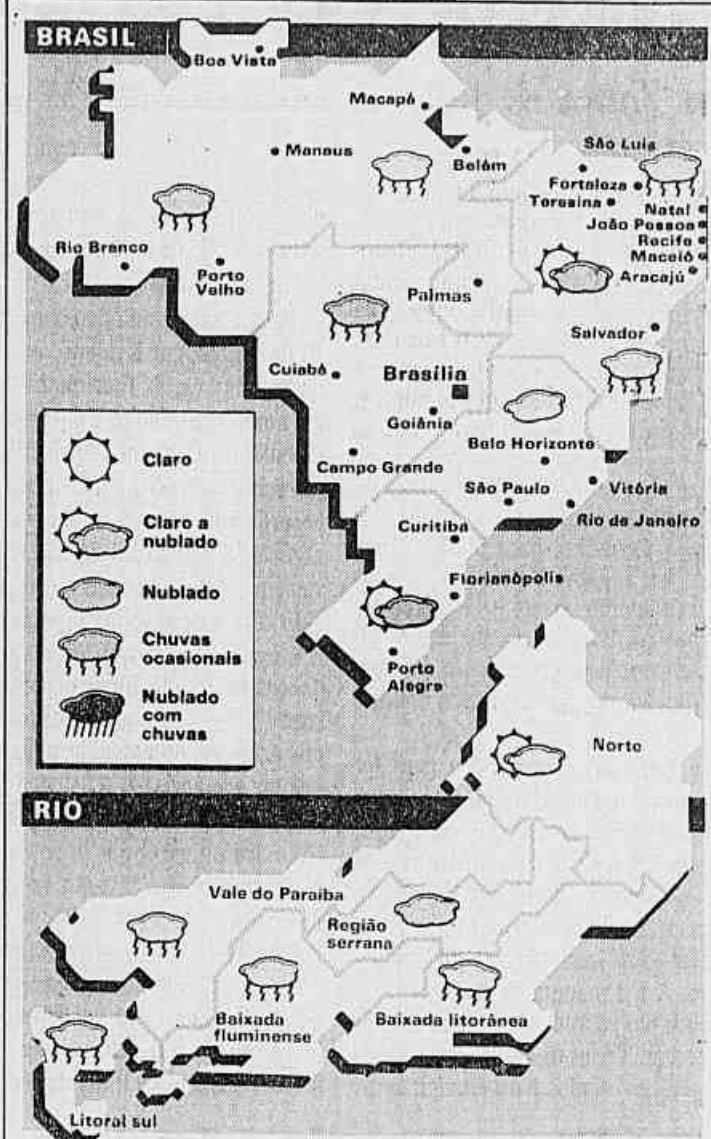 BRASIL
Boa Vista
Macapá
Manaus
Belém
São Luis
Fortaleza
Teresina
Natal
João Pessoa
Recife
Maceió
Aracajú
Rio Branco
Porto
Velho
Palmas
Salvador
Cuiabá
Brasília
Goiânia
Belo Horizonte
Campo Grande
São Paulo
Vitória
Rio de Janeiro
Curitiba
Florianópolis
Porto
Alegre
Claro
Claro a
nublado
Nublado
Chuvas
ocasionais
Nublado
com
chuvas
RIO
Norte
Vale do Paraíba
Região
serrana
Baixada
fluminense
Baixada litorânea
Litoral sul